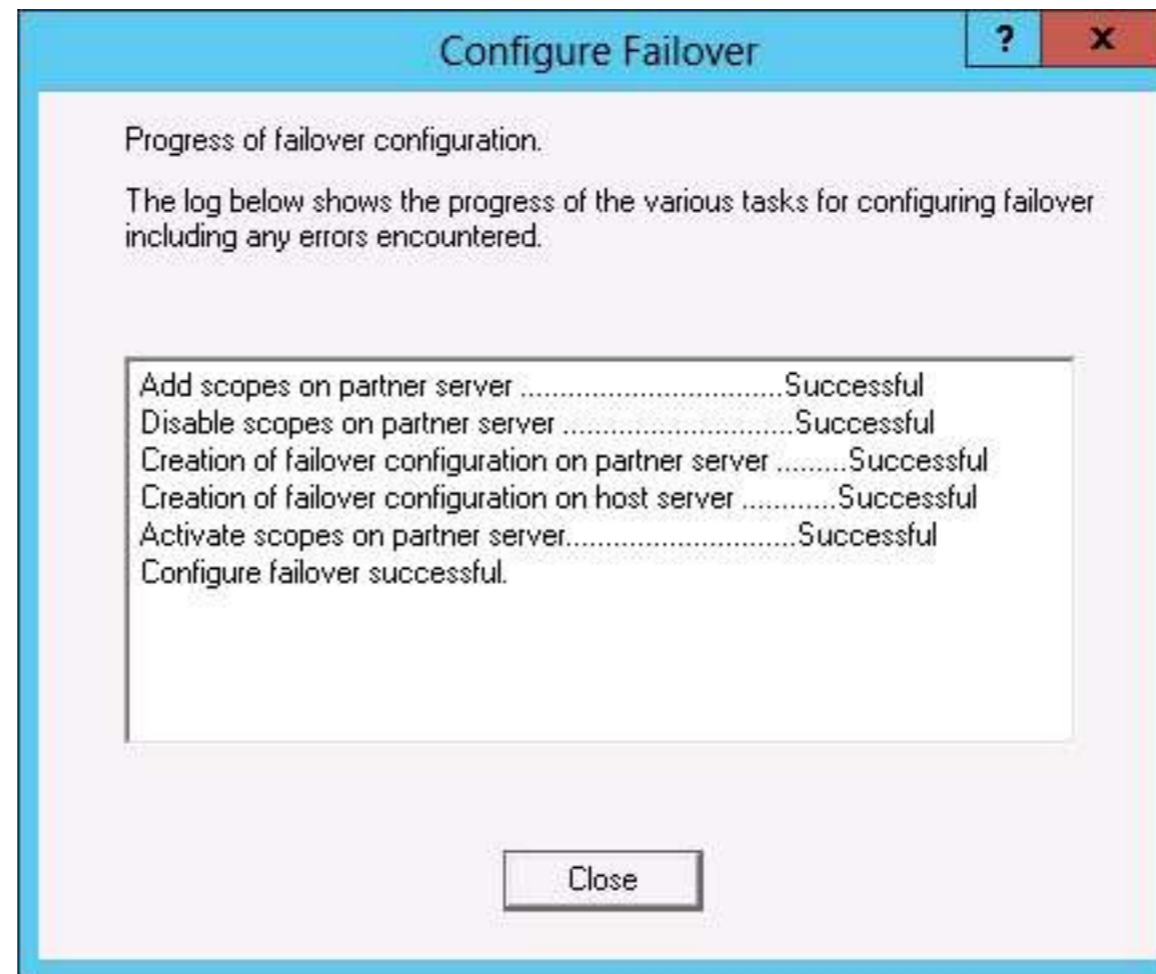 Configure Failover
? x
Progress of failover configuration.
The log below shows the progress of the various tasks for configuring failover
including any errors encountered.
Add scopes on partner server .................................Successful
Disable scopes on partner server .............................Successful
Creation of failover configuration on partner server .........Successful
Creation of failover configuration on host server ............Successful
Activate scopes on partner server.............................Successful
Configure failover successful.
Close